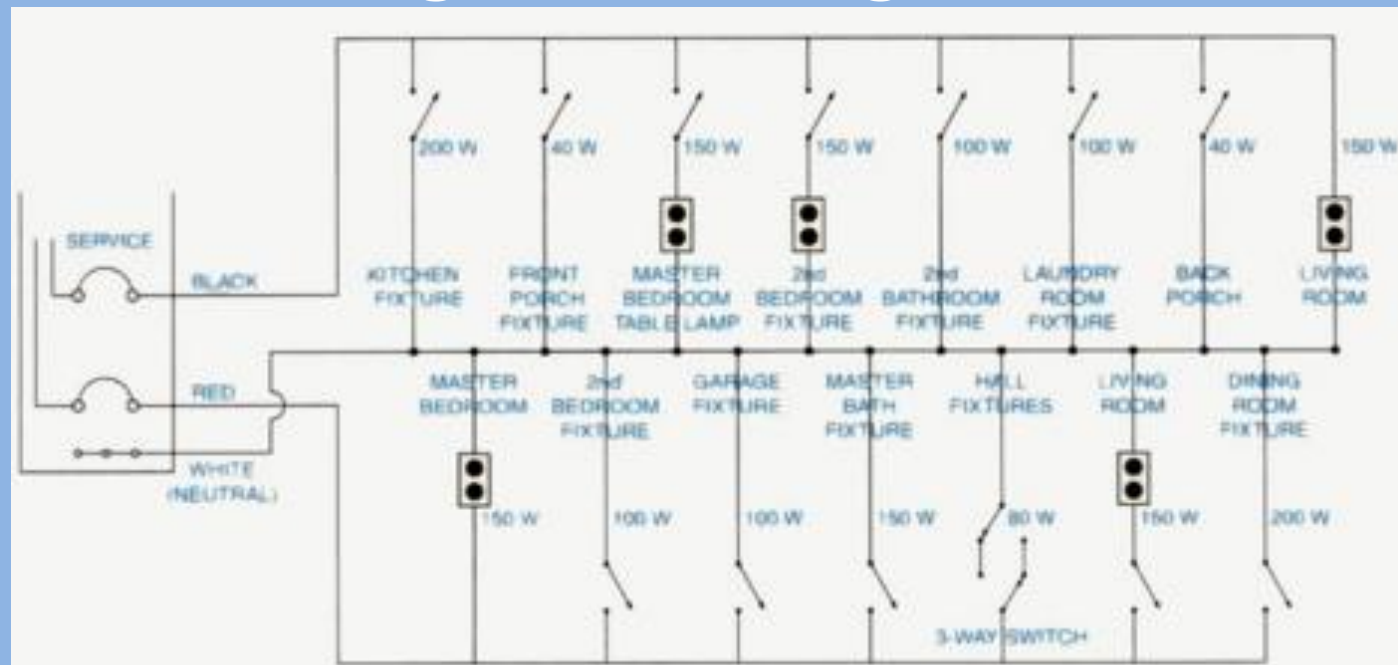 200 W
40 W
150 W
150 W
100 W
100 W
40 W
150 W
SERVICE
BLACK
KITCHEN
FIXTURE
FRONT
PORCH
FIXTURE
MASTER
BEDROOM
TABLE LAMP
2nd
BEDROOM
FIXTURE
2nd
BATHROOM
FIXTURE
LAUNDRY
ROOM
FIXTURE
BACK
PORCH
LIVING
ROOM
RED
WHITE
(NEUTRAL)
MASTER
BEDROOM
2nd
BEDROOM
FIXTURE
GARAGE
FIXTURE
MASTER
BATH
FIXTURE
HALL
FIXTURES
LIVING
ROOM
DINING
ROOM
FIXTURE
150 W
100 W
100 W
150 W
80 W
150 W
200 W
3-WAY SWITCH